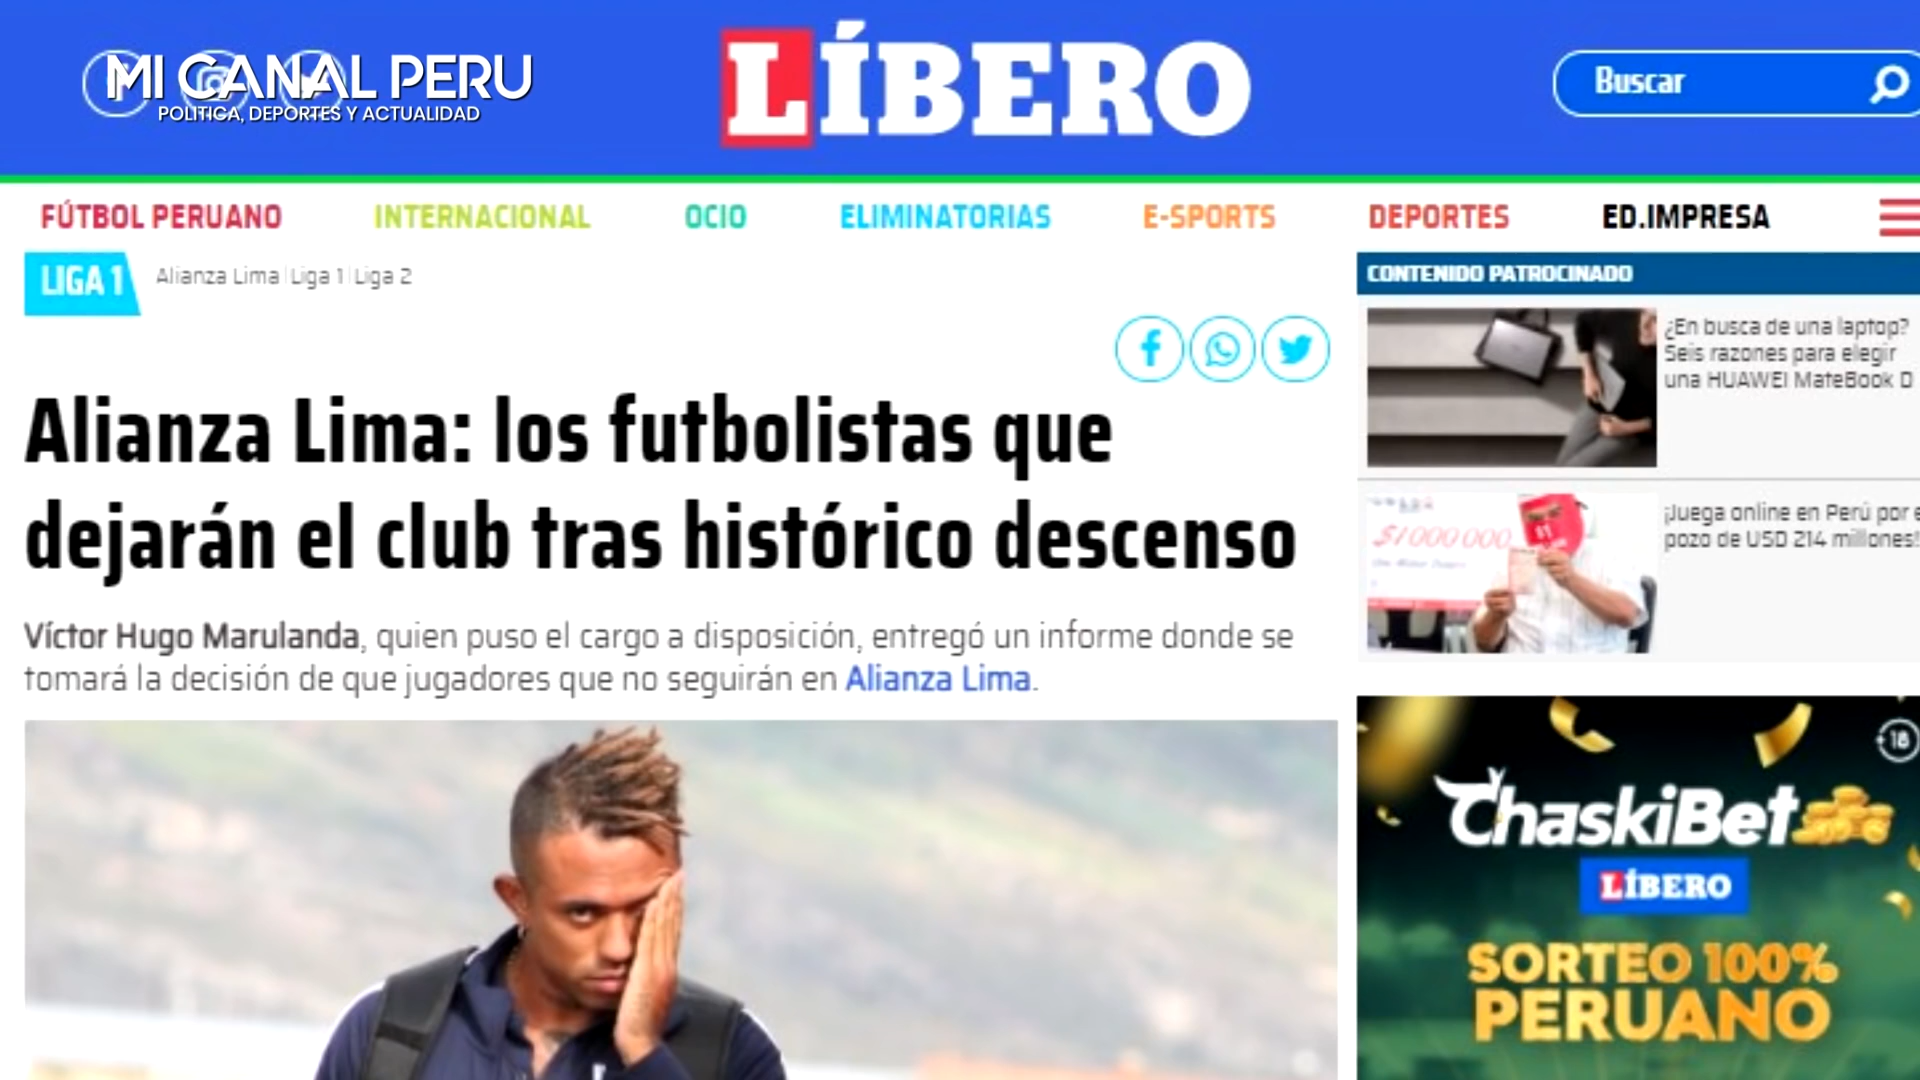 MI CANAL PERU
POLITICA, DEPORTES Y ACTUALIDAD
LÍBERO
Buscar
FÚTBOL PERUANO INTERNACIONAL OCIO ELIMINATORIAS E-SPORTS DEPORTES ED.IMPRESA
LIGA 1 Alianza Lima | Liga 1 | Liga 2
Alianza Lima: los futbolistas que
dejarán el club tras histórico descenso
Víctor Hugo Marulanda, quien puso el cargo a disposición, entregó un informe donde se
tomará la decisión de que jugadores que no seguirán en Alianza Lima.
CONTENIDO PATROCINADO
¿En busca de una laptop?
Seis razones para elegir
una HUAWEI MateBook D
$1000000
¡Juega online en Perú por e
pozo de USD 214 millones!
+18
ChaskiBet
LÍBERO
SORTEO 100%
PERUANO